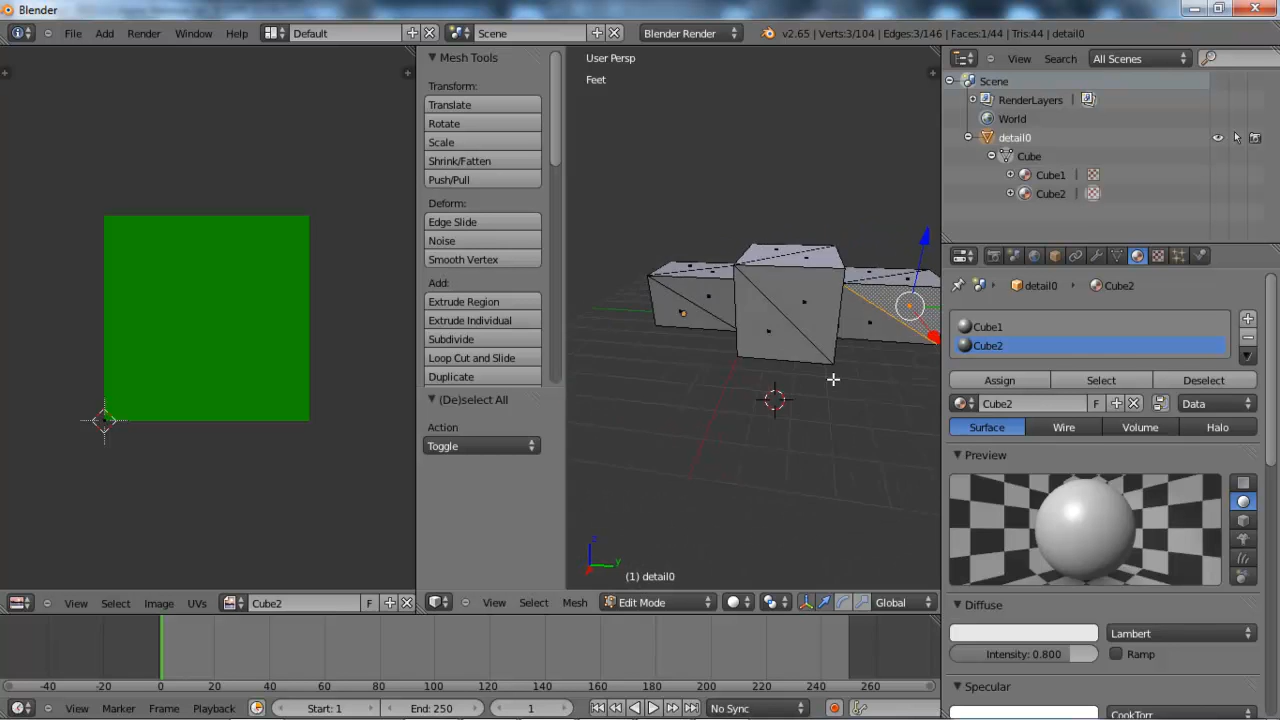 Blender
File Add Render Window Help Default Scene Blender Render v2.65 | Verts:3/104 | Edges:3/146 | Faces:1/44 | Tris:44 | detail0
Mesh Tools
Transform:
Translate
Rotate
Scale
Shrink/Fatten
Push/Pull
Deform:
Edge Slide
Noise
Smooth Vertex
Add:
Extrude Region
Extrude Individual
Subdivide
Loop Cut and Slide
Duplicate
(De)select All
Action
Toggle
User Persp
Feet
Z
Y
(1) detail0
View Search All Scenes
Scene
RenderLayers |
World
detail0
Cube
Cube1 |
Cube2 |
detail0 Cube2
Cube1
Cube2
Assign Select Deselect
Cube2 F Data
Surface Wire Volume Halo
Preview
Diffuse
Lambert
Intensity: 0.800 Ramp
Specular
CookTorr
View Select Image UVs Cube2 F
View Select Mesh Edit Mode Global
-40 -20 0 20 40 60 80 100 120 140 160 180 200 220 240 260
View Marker Frame Playback Start: 1 End: 250 1 No Sync